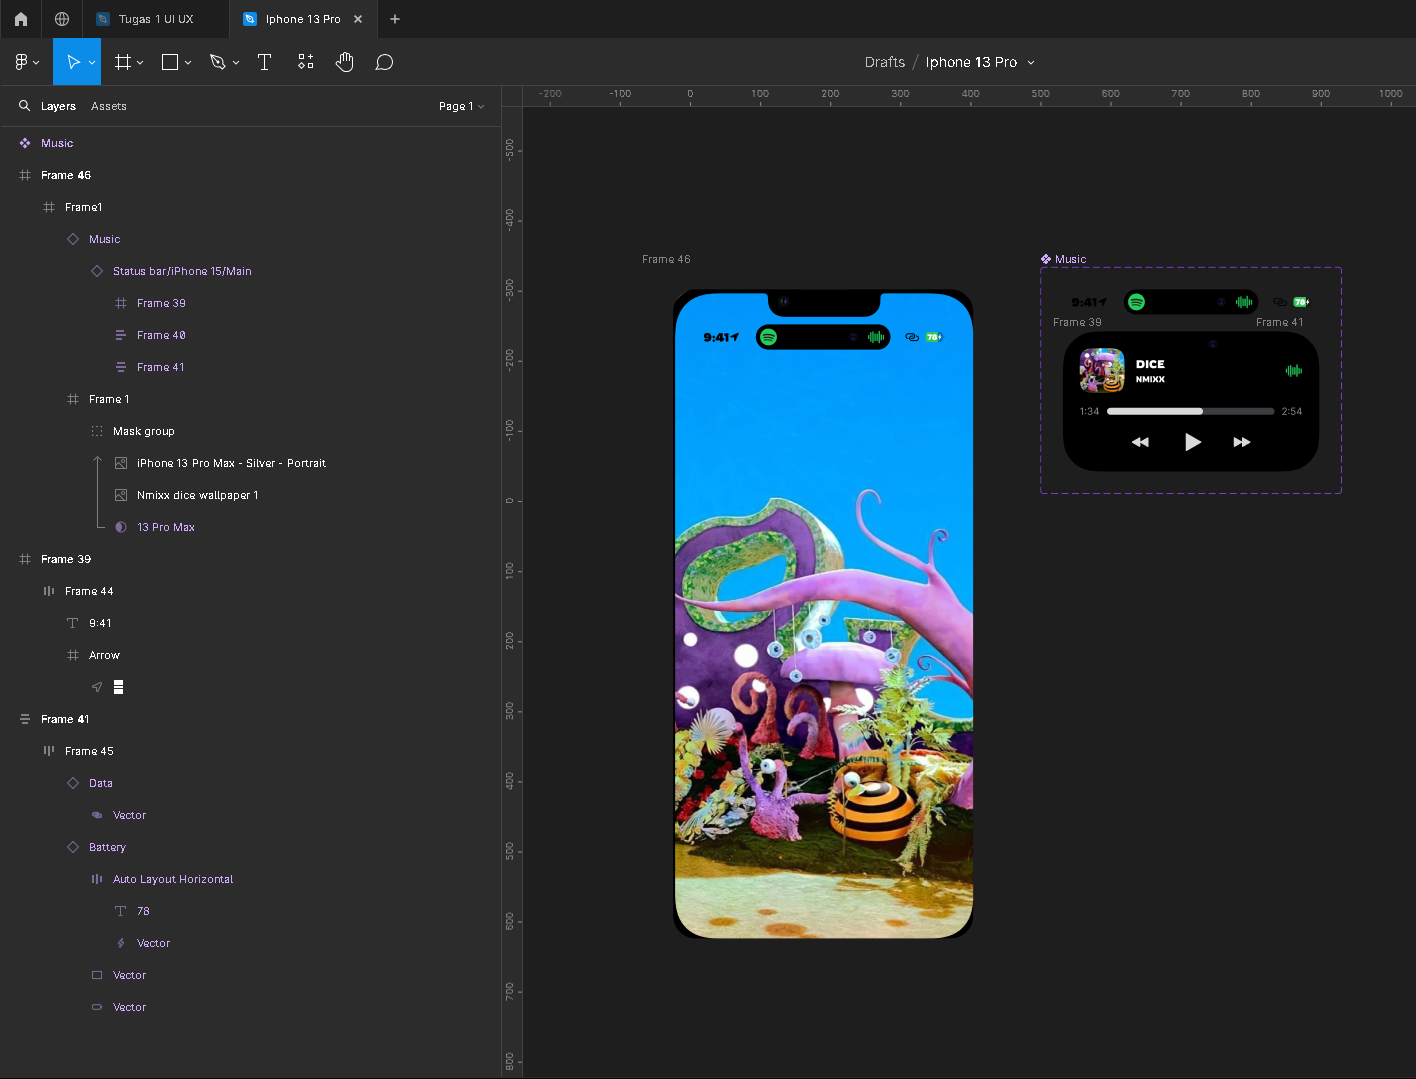 Tugas 1 UI UX
Iphone 13 Pro
Drafts / Iphone 13 Pro
Layers
Assets
Page 1
-200 -100 0 100 200 300 400 500 600 700 800 900 1000
Music
Frame 46
Frame1
Music
Status bar/iPhone 15/Main
Frame 39
Frame 40
Frame 41
Frame 1
Mask group
iPhone 13 Pro Max - Silver - Portrait
Nmixx dice wallpaper 1
13 Pro Max
Frame 39
Frame 44
9:41
Arrow
Frame 41
Frame 45
Data
Vector
Battery
Auto Layout Horizontal
78
Vector
Vector
Vector
-500
-400
-300
-200
-100
0
100
200
300
400
500
600
700
800
Frame 46
9:41
78
Music
9:41
78
Frame 39
Frame 41
DICE
NMIXX
1:34
2:54